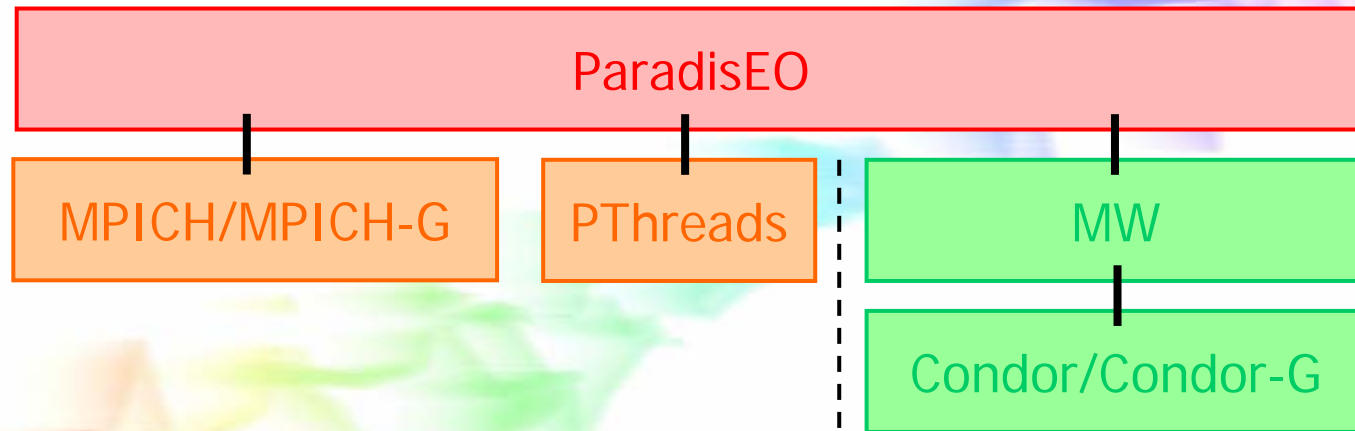 ParadisEO
MPICH/MPICH-G
PThreads
MW
Condor/Condor-G